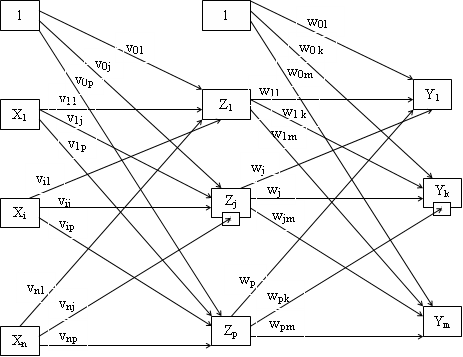 1 1
v01 w01
v0j w0k
v0p w0m
Z1 w11 Y1
X1 v11 w1k
v1j w1m
v1p
wj
vi1 Zj wj Yk
Xi vij
vip wjm
wp
vn1 vnj wpk
Xn Zp wpm Ym
vnp